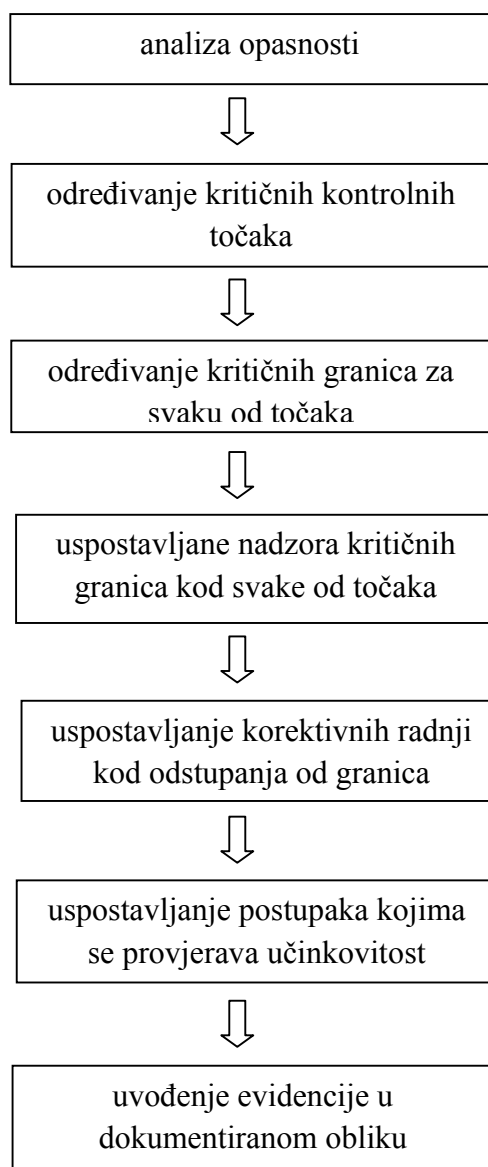 analiza opasnosti
određivanje kritičnih kontrolnih
točaka
određivanje kritičnih granica za
svaku od točaka
uspostavljane nadzora kritičnih
granica kod svake od točaka
uspostavljanje korektivnih radnji
kod odstupanja od granica
uspostavljanje postupaka kojima
se provjerava učinkovitost
uvođenje evidencije u
dokumentiranom obliku